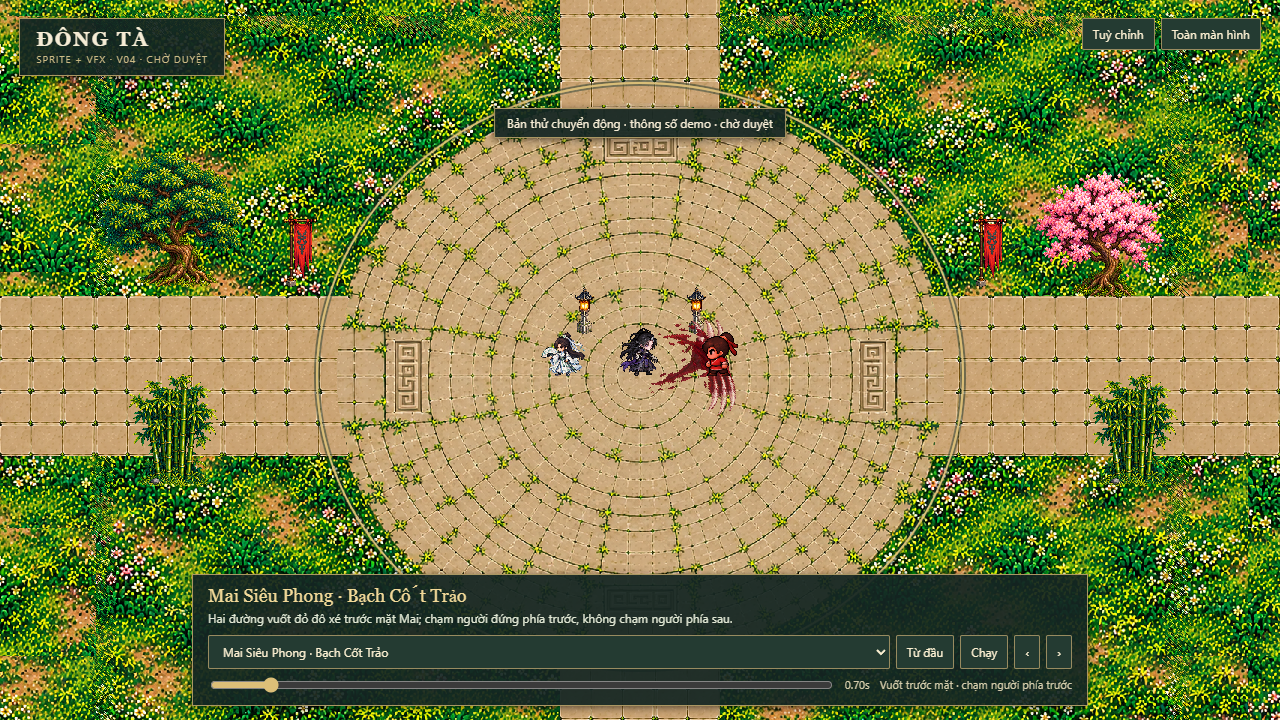 ĐÔNG TÀ
SPRITE + VFX · V04 · CHỜ DUYỆT
Tuỳ chỉnh
Toàn màn hình
Bản thử chuyển động · thông số demo · chờ duyệt
Mai Siêu Phong · Bạch Cốt Trảo
Hai đường vuốt đỏ đô xé trước mặt Mai; chạm người đứng phía trước, không chạm người phía sau.
Mai Siêu Phong · Bạch Cốt Trảo
Từ đầu
Chạy
‹
›
0.70s
Vuốt trước mặt · chạm người phía trước